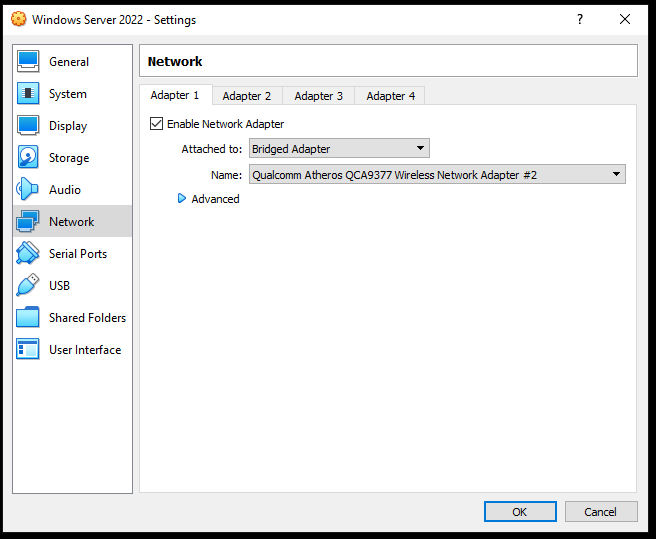 Windows Server 2022 - Settings
?
General
System
Display
Storage
Audio
Network
Serial Ports
USB
Shared Folders
User Interface
Network
Adapter 1 Adapter 2 Adapter 3 Adapter 4
Enable Network Adapter
Attached to: Bridged Adapter
Name: Qualcomm Atheros QCA9377 Wireless Network Adapter #2
Advanced
OK Cancel